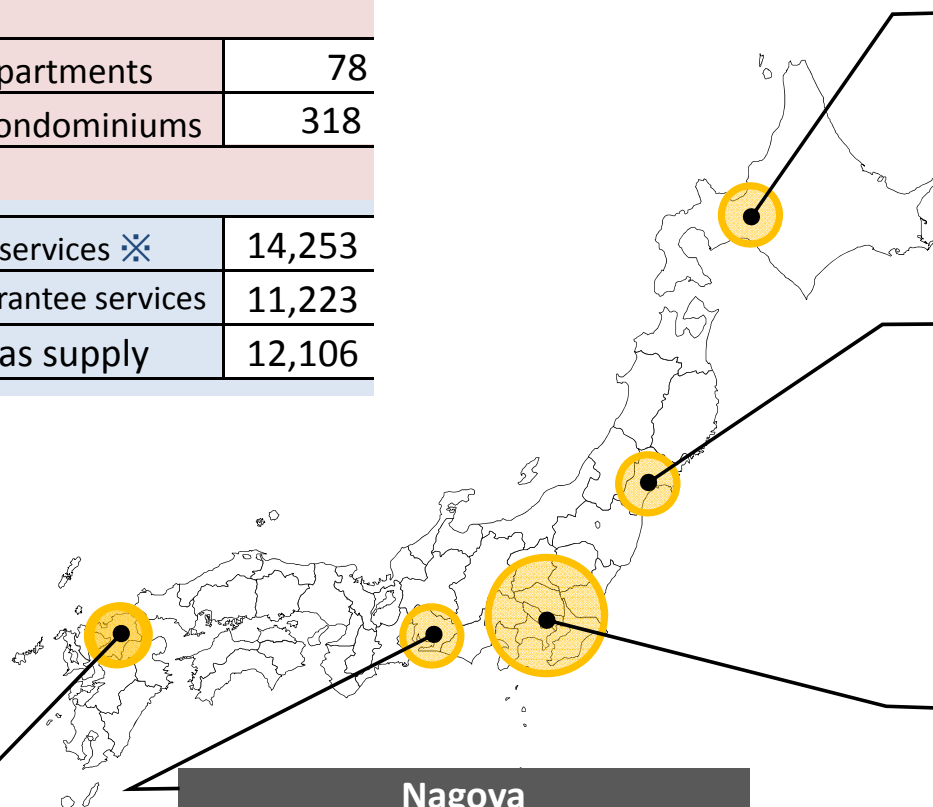 partments 78
ondominiums 318
services ※ 14,253
rantee services 11,223
as supply 12,106
Nagoya